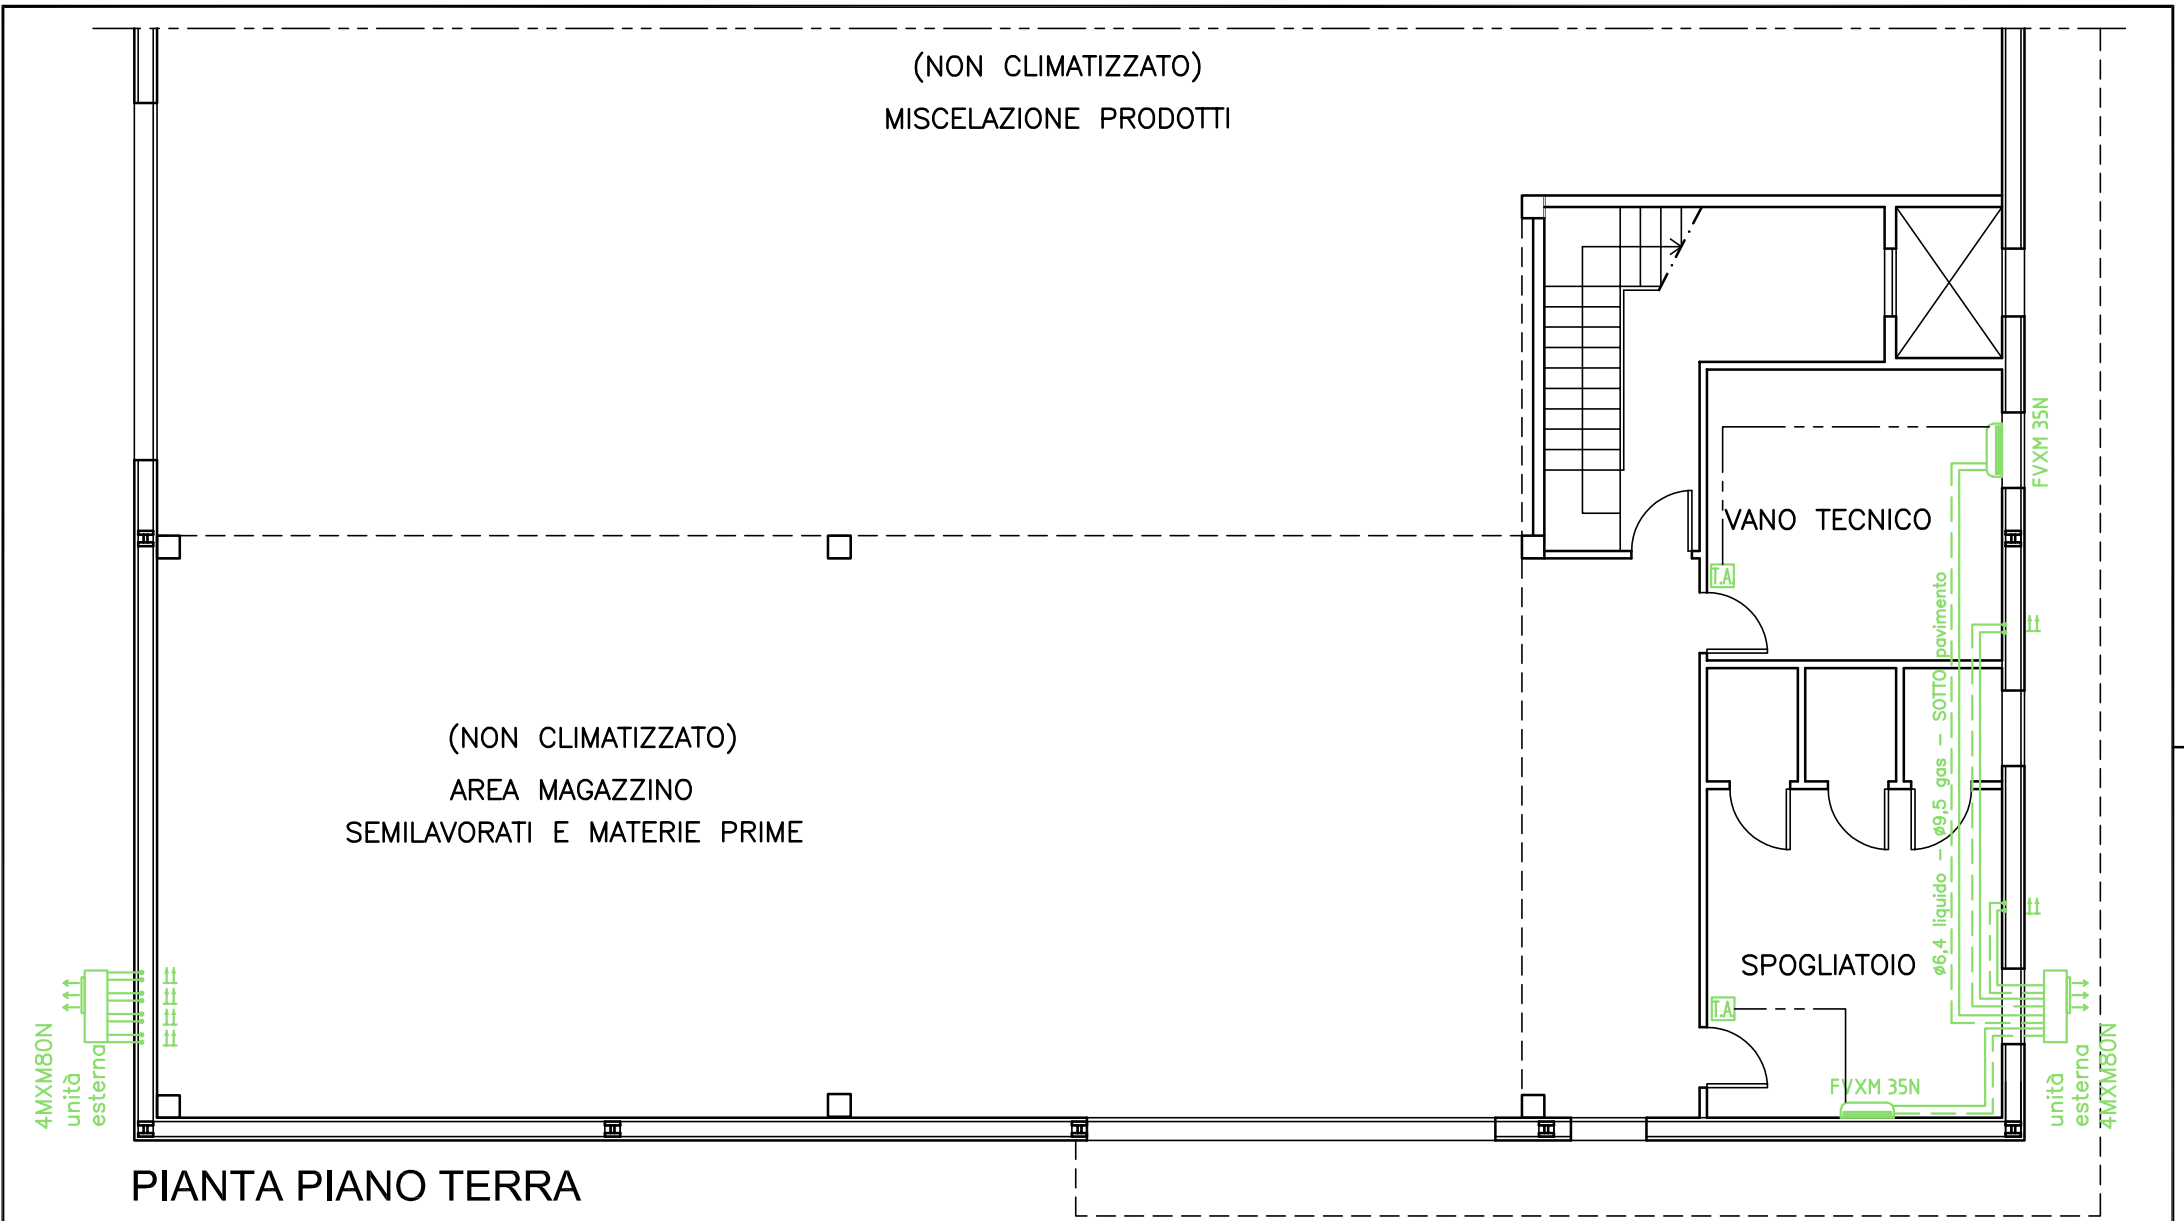 (NON CLIMATIZZATO)
MISCELAZIONE PRODOTTI
FVXM 35N
VANO TECNICO
T.A.
ø6,4 liquido - ø9,5 gas - SOTTO pavimento
(NON CLIMATIZZATO)
AREA MAGAZZINO
SEMILAVORATI E MATERIE PRIME
SPOGLIATOIO
T.A.
FVXM 35N
4MXM80N
unità
esterna
unità
esterna
4MXM80N
PIANTA PIANO TERRA